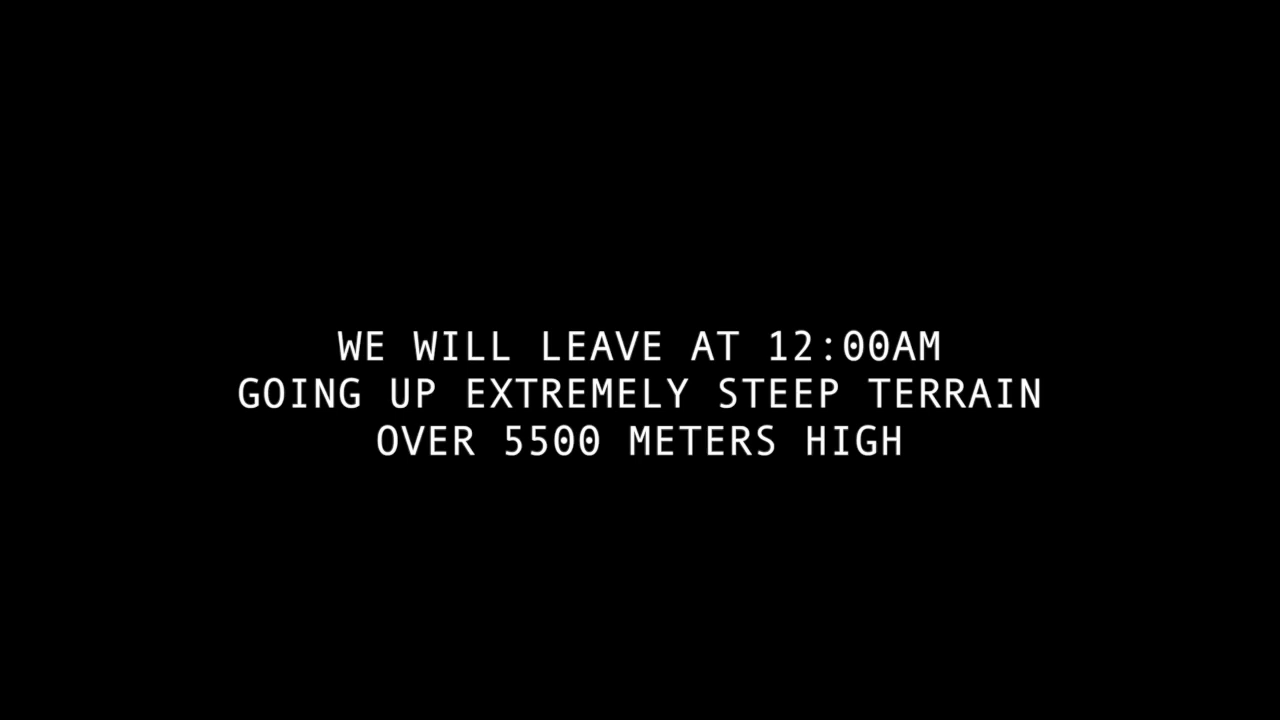 WE WILL LEAVE AT 12:00AM
GOING UP EXTREMELY STEEP TERRAIN
OVER 5500 METERS HIGH